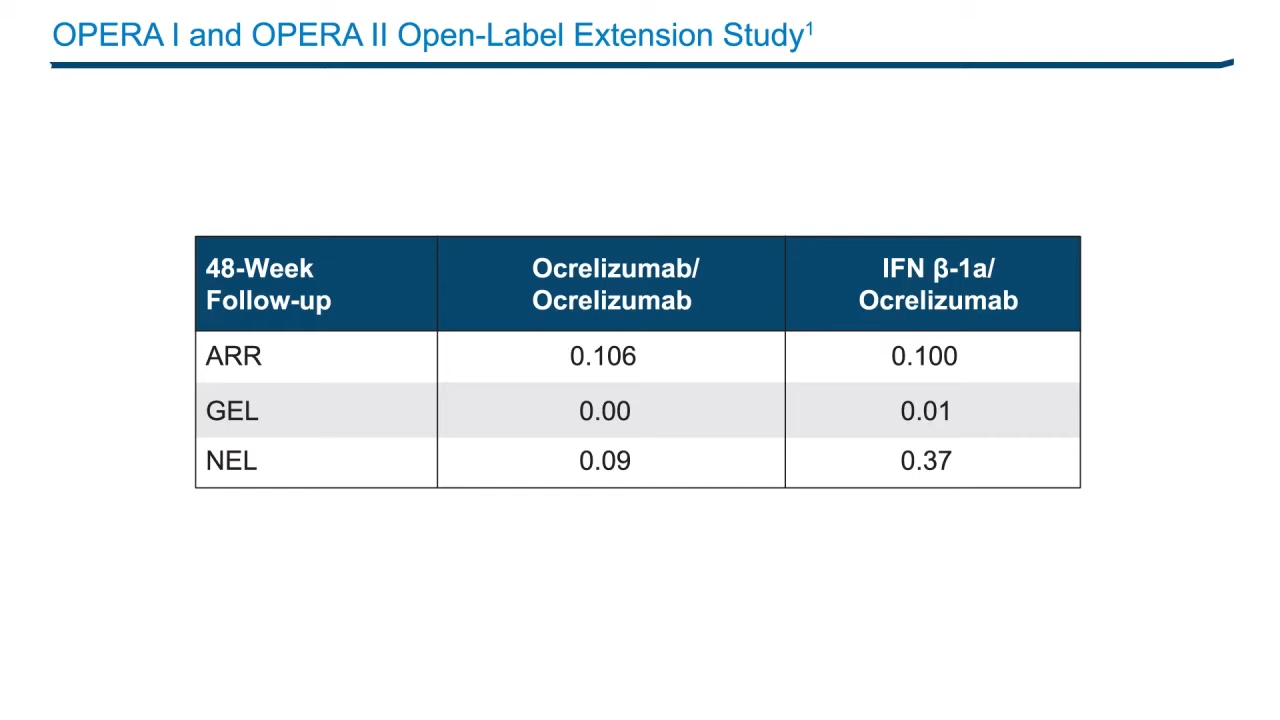 OPERA I and OPERA II Open-Label Extension Study¹
48-Week Follow-up Ocrelizumab/ Ocrelizumab IFN β-1a/ Ocrelizumab
ARR 0.106 0.100
GEL 0.00 0.01
NEL 0.09 0.37